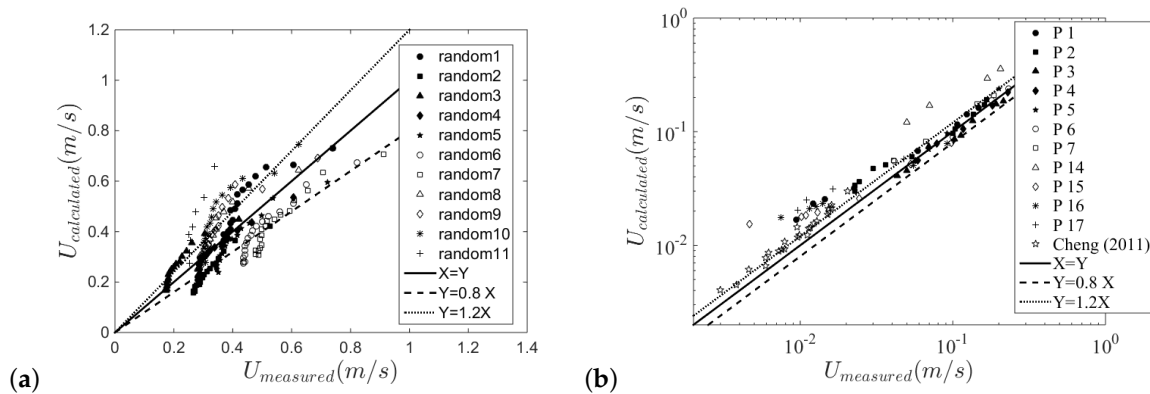 1.2
1
0.8
0.6
0.4
0.2
0
U_calculated(m/s)
0 0.2 0.4 0.6 0.8 1 1.2 1.4
U_measured(m/s)
random1
random2
random3
random4
random5
random6
random7
random8
random9
random10
random11
X=Y
Y=0.8 X
Y=1.2X
(a)
10^0
10^-1
10^-2
U_calculated(m/s)
10^-2 10^-1 10^0
U_measured(m/s)
P 1
P 2
P 3
P 4
P 5
P 6
P 7
P 14
P 15
P 16
P 17
Cheng (2011)
X=Y
Y=0.8 X
Y=1.2X
(b)